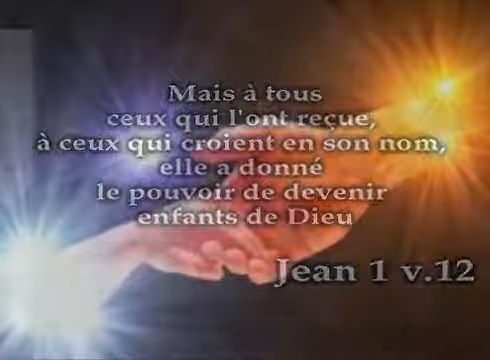 Mais à tous
ceux qui l'ont reçue,
à ceux qui croient en son nom,
elle a donné
le pouvoir de devenir
enfants de Dieu
Jean 1 v.12